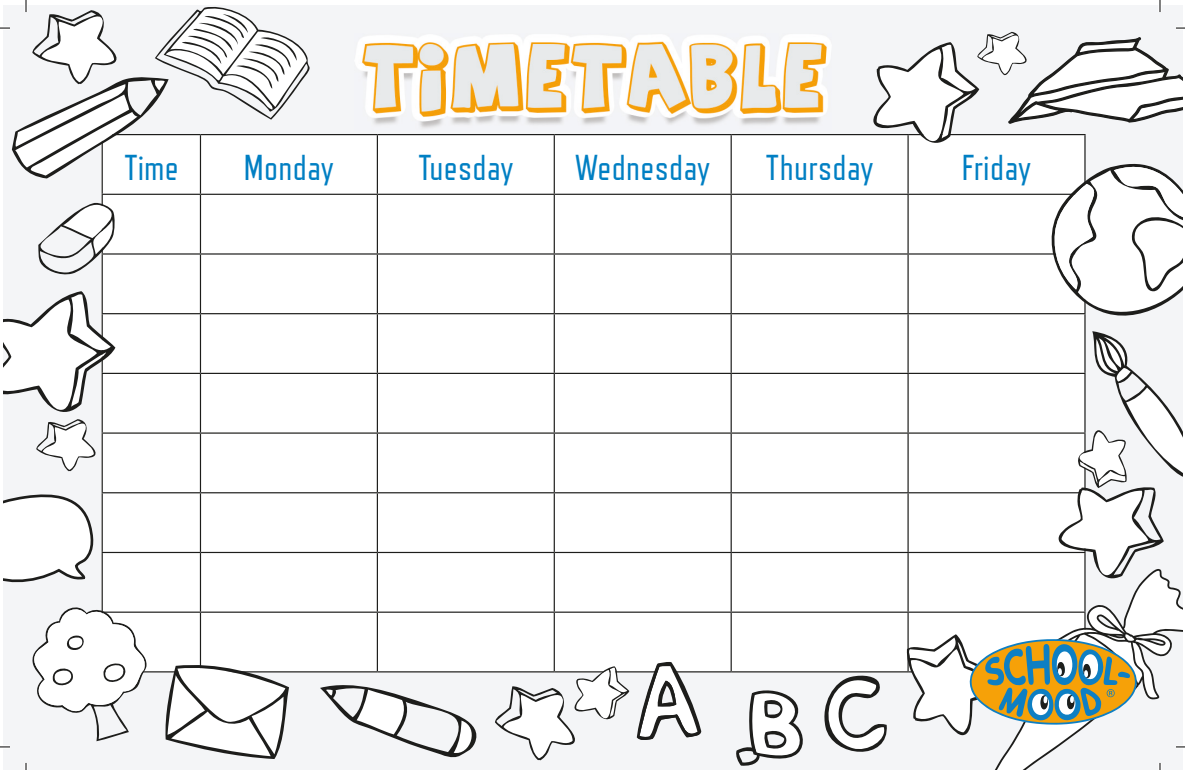 TiMETABLE
Time Monday Tuesday Wednesday Thursday Friday
A B C
SCHOOL-
MOOD®